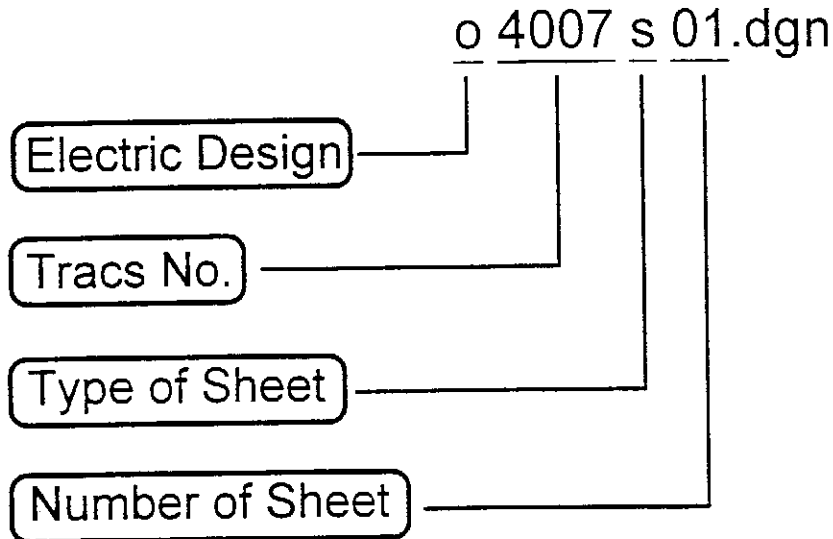 o 4007 s 01.dgn
Electric Design
Tracs No.
Type of Sheet
Number of Sheet